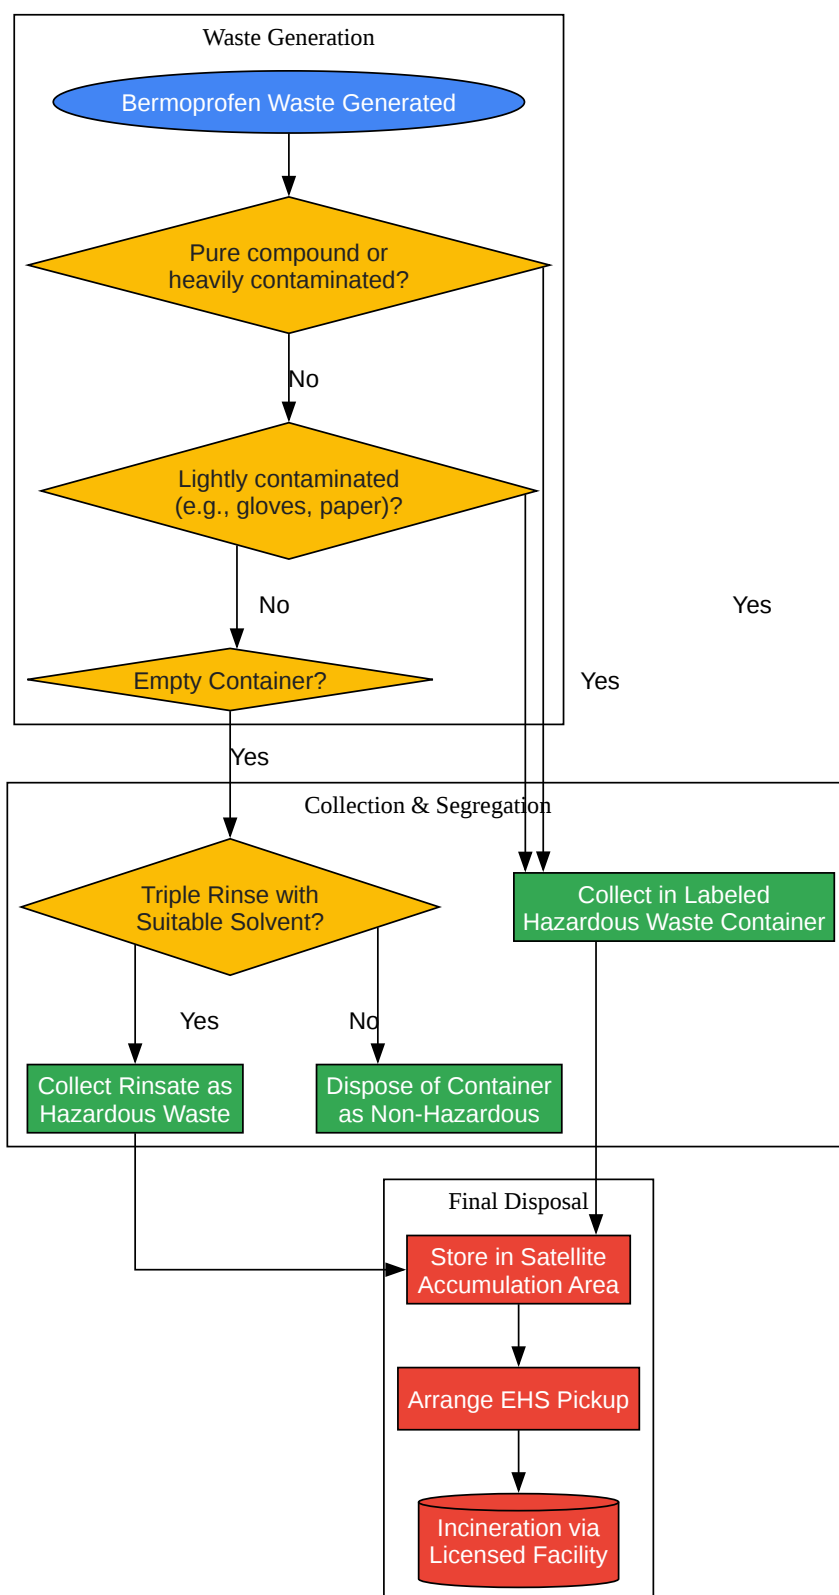 Waste Generation
Bermoprofen Waste Generated
Pure compound or
heavily contaminated?
No
Lightly contaminated
(e.g., gloves, paper)?
No
Yes
Empty Container?
Yes
Yes
Collection & Segregation
Triple Rinse with
Suitable Solvent?
Collect in Labeled
Hazardous Waste Container
Yes
No
Collect Rinsate as
Hazardous Waste
Dispose of Container
as Non-Hazardous
Final Disposal
Store in Satellite
Accumulation Area
Arrange EHS Pickup
Incineration via
Licensed Facility